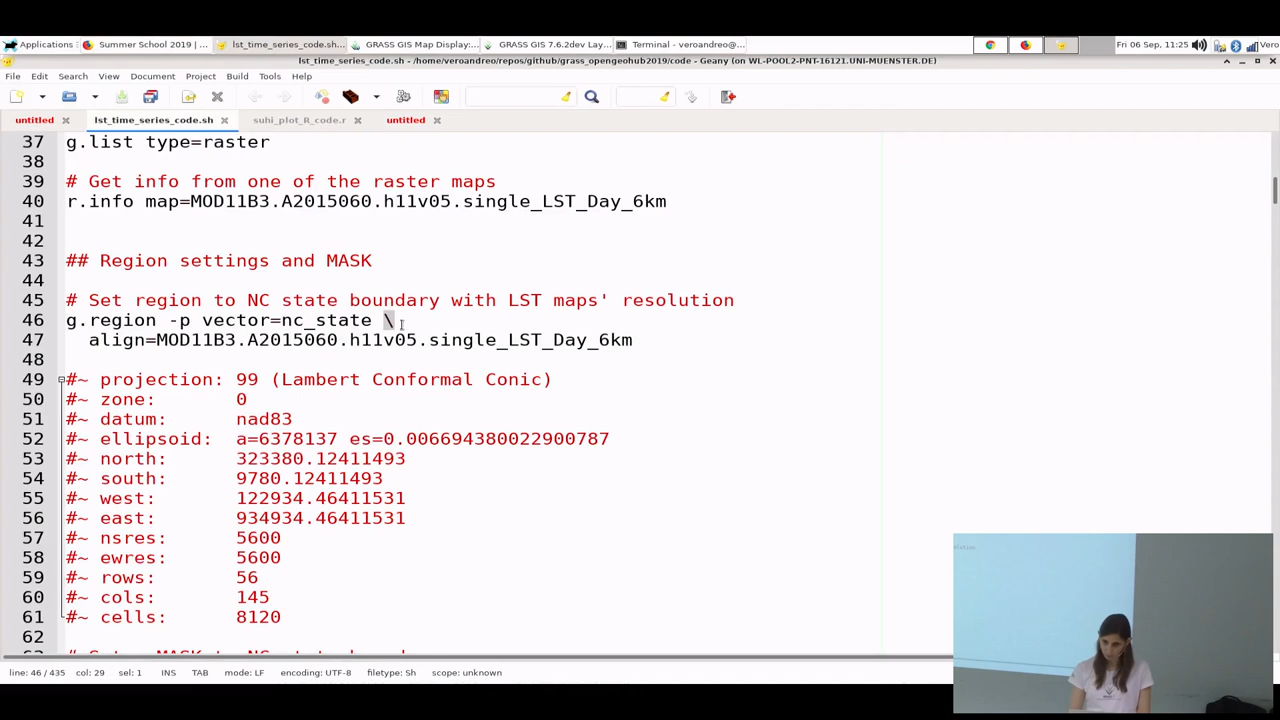 Applications
Summer School 2019 | ...
lst_time_series_code.sh...
GRASS GIS Map Display:...
GRASS GIS 7.6.2dev Lay...
Terminal - veroandreo@...
Fri 06 Sep, 11:25
Vero
lst_time_series_code.sh - /home/veroandreo/repos/github/grass_opengeohub2019/code - Geany (on WL-POOL2-PNT-16121.UNI-MUENSTER.DE)
File Edit Search View Document Project Build Tools Help
untitled lst_time_series_code.sh suhi_plot_R_code.r untitled
37 g.list type=raster
38
39 # Get info from one of the raster maps
40 r.info map=MOD11B3.A2015060.h11v05.single_LST_Day_6km
41
42
43 ## Region settings and MASK
44
45 # Set region to NC state boundary with LST maps' resolution
46 g.region -p vector=nc_state \
47 align=MOD11B3.A2015060.h11v05.single_LST_Day_6km
48
49 #~ projection: 99 (Lambert Conformal Conic)
50 #~ zone: 0
51 #~ datum: nad83
52 #~ ellipsoid: a=6378137 es=0.006694380022900787
53 #~ north: 323380.12411493
54 #~ south: 9780.12411493
55 #~ west: 122934.46411531
56 #~ east: 934934.46411531
57 #~ nsres: 5600
58 #~ ewres: 5600
59 #~ rows: 56
60 #~ cols: 145
61 #~ cells: 8120
62
line: 46 / 435 col: 29 sel: 1 INS TAB mode: LF encoding: UTF-8 filetype: Sh scope: unknown